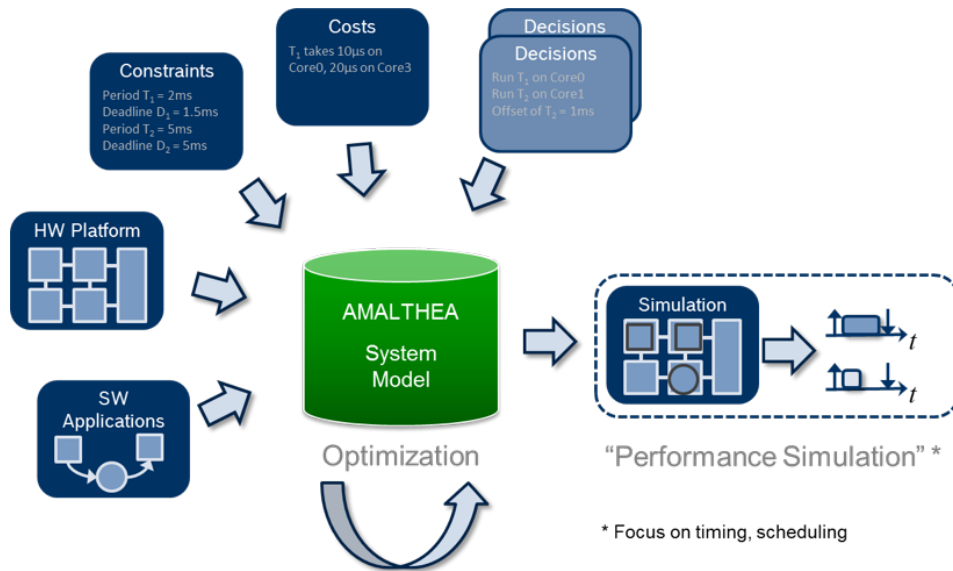 Costs
T₁ takes 10µs on
Core0, 20µs on Core3
Decisions
Decisions
Run T₁ on Core0
Run T₂ on Core1
Offset of T₂ = 1ms
Constraints
Period T₁ = 2ms
Deadline D₁ = 1.5ms
Period T₂ = 5ms
Deadline D₂ = 5ms
HW Platform
SW
Applications
AMALTHEA
System
Model
Optimization
Simulation
t
t
“Performance Simulation” *
* Focus on timing, scheduling